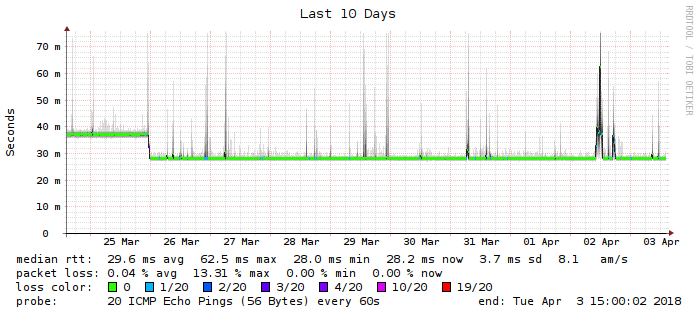 Last 10 Days
RRDTOOL / TOBI OETIKER
Seconds
70 m
60 m
50 m
40 m
30 m
20 m
10 m
0
25 Mar 26 Mar 27 Mar 28 Mar 29 Mar 30 Mar 31 Mar 01 Apr 02 Apr 03 Apr
median rtt: 29.6 ms avg 62.5 ms max 28.0 ms min 28.2 ms now 3.7 ms sd 8.1 am/s
packet loss: 0.04 % avg 13.31 % max 0.00 % min 0.00 % now
loss color: 0 1/20 2/20 3/20 4/20 10/20 19/20
probe: 20 ICMP Echo Pings (56 Bytes) every 60s end: Tue Apr 3 15:00:02 2018